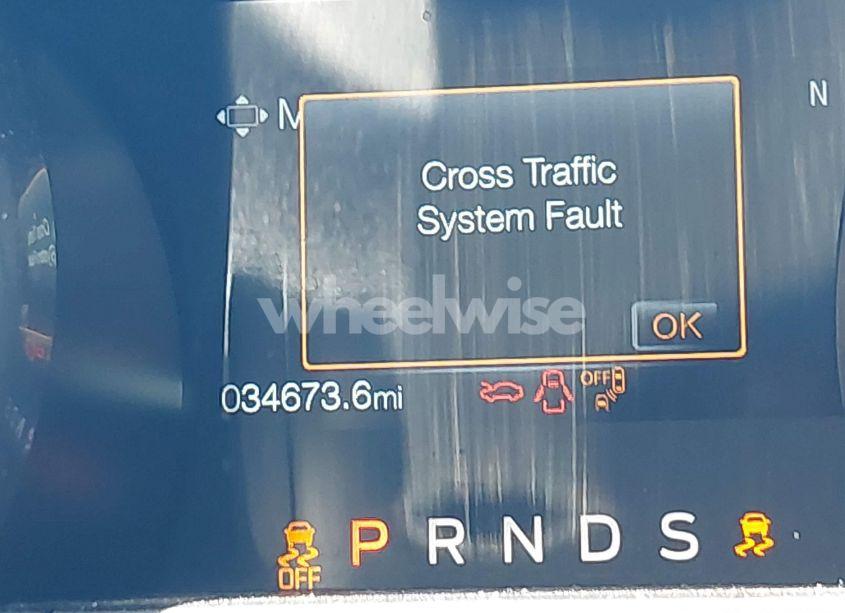 M
N
Cross Traffic
System Fault
wheelwise
OK
034673.6mi
OFF
P R N D S
OFF